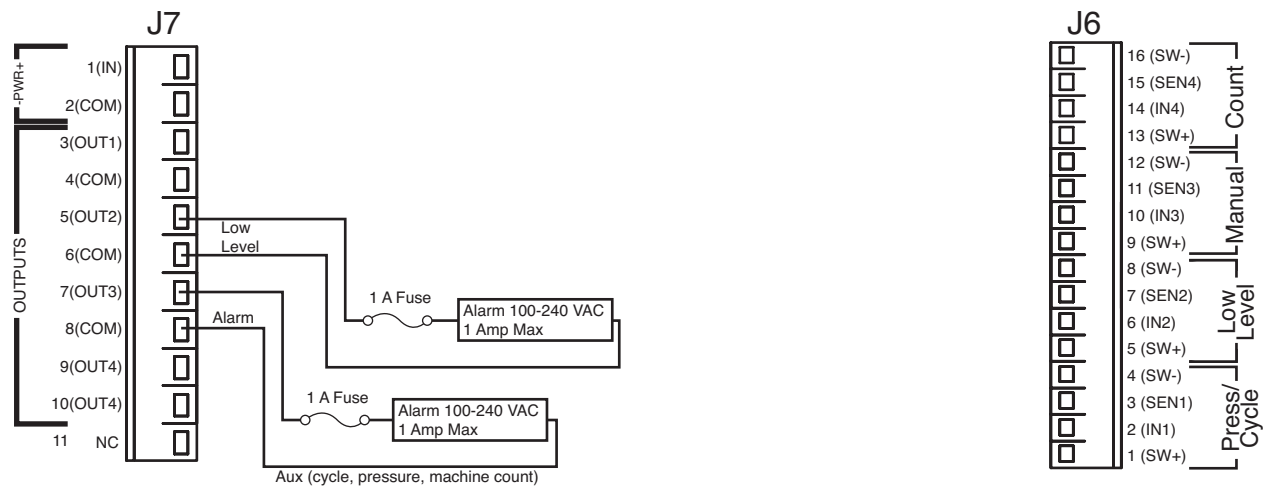 J7
-PWR+
1(IN)
2(COM)
OUTPUTS
3(OUT1)
4(COM)
5(OUT2)
6(COM)
7(OUT3)
8(COM)
9(OUT4)
10(OUT4)
11 NC
Low
Level
Alarm
1 A Fuse
Alarm 100-240 VAC
1 Amp Max
1 A Fuse
Alarm 100-240 VAC
1 Amp Max
Aux (cycle, pressure, machine count)
J6
16 (SW-)
15 (SEN4)
14 (IN4)
13 (SW+)
Count
12 (SW-)
11 (SEN3)
10 (IN3)
9 (SW+)
Manual
8 (SW-)
7 (SEN2)
6 (IN2)
5 (SW+)
Low
Level
4 (SW-)
3 (SEN1)
2 (IN1)
1 (SW+)
Press/
Cycle